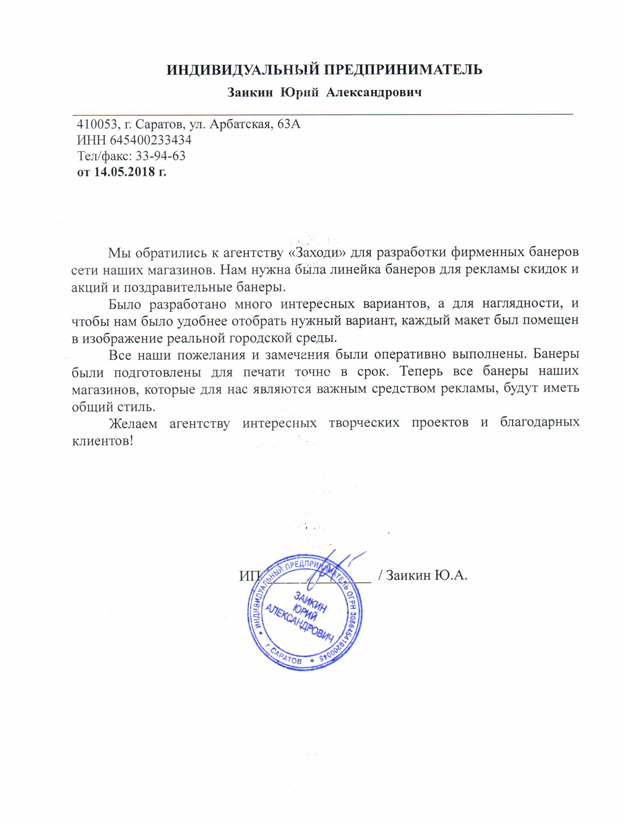 ИНДИВИДУАЛЬНЫЙ ПРЕДПРИНИМАТЕЛЬ
Заикин Юрий Александрович
410053, г. Саратов, ул. Арбатская, 63А
ИНН 645400233434
Тел/факс: 33-94-63
от 14.05.2018 г.
Мы обратились к агентству «Заходи» для разработки фирменных банеров
сети наших магазинов. Нам нужна была линейка банеров для рекламы скидок и
акций и поздравительные банеры.
Было разработано много интересных вариантов, а для наглядности, и
чтобы нам было удобнее отобрать нужный вариант, каждый макет был помещен
в изображение реальной городской среды.
Все наши пожелания и замечания были оперативно выполнены. Банеры
были подготовлены для печати точно в срок. Теперь все банеры наших
магазинов, которые для нас являются важным средством рекламы, будут иметь
общий стиль.
Желаем агентству интересных творческих проектов и благодарных
клиентов!
ИП / Заикин Ю.А.
ИНДИВИДУАЛЬНЫЙ ПРЕДПРИНИМАТЕЛЬ ОГРН
ЗАИКИН
ЮРИЙ
АЛЕКСАНДРОВИЧ
г.САРАТОВ